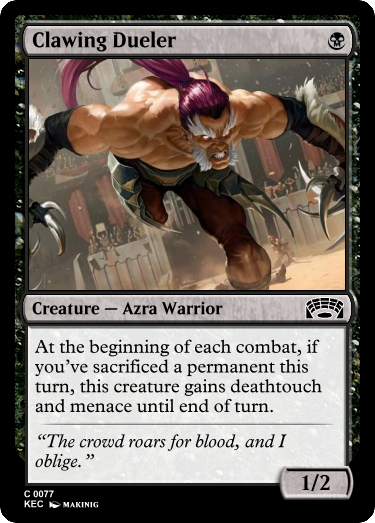 Clawing Dueler
Creature — Azra Warrior
At the beginning of each combat, if
you've sacrificed a permanent this
turn, this creature gains deathtouch
and menace until end of turn.
“The crowd roars for blood, and I
oblige.”
1/2
C 0077
KEC MAKINIG